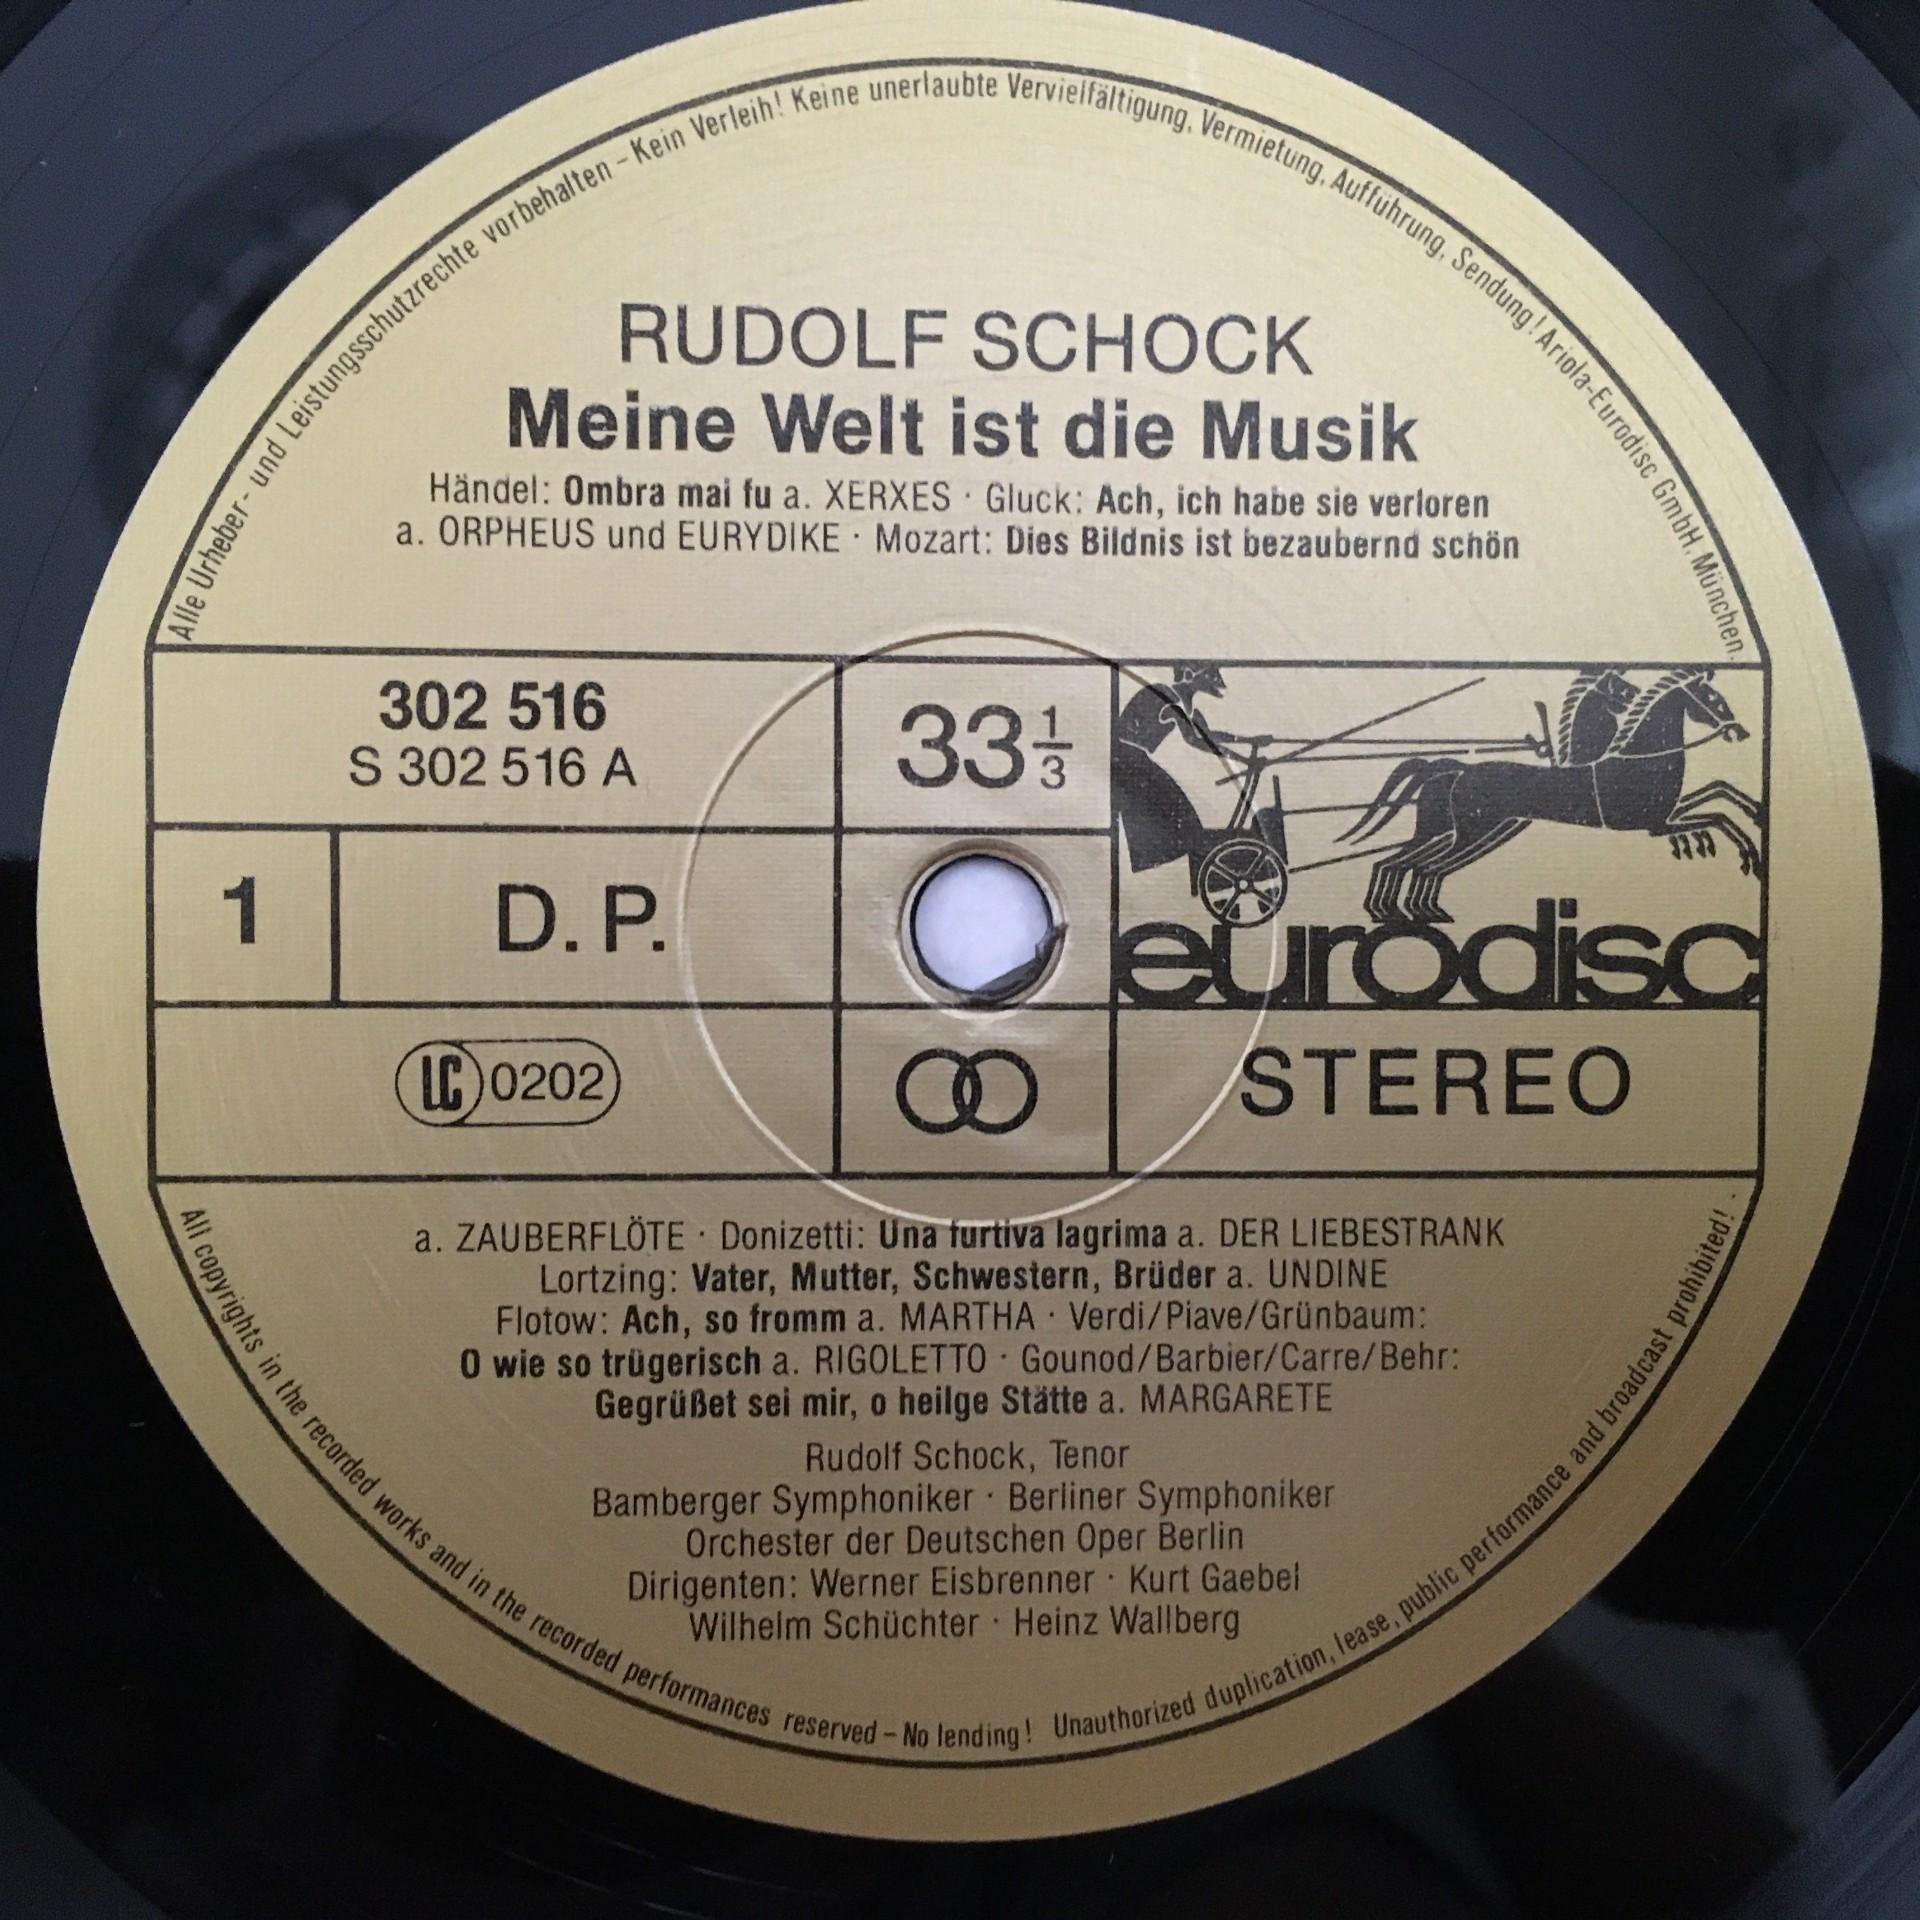 Alle Urheber- und Leistungsschutzrechte vorbehalten – Kein Verleih! Keine unerlaubte Vervielfältigung, Vermietung, Aufführung, Sendung! Ariola-Eurodisc GmbH, München.
RUDOLF SCHOCK
Meine Welt ist die Musik
Händel: Ombra mai fu a. XERXES · Gluck: Ach, ich habe sie verloren
a. ORPHEUS und EURYDIKE · Mozart: Dies Bildnis ist bezaubernd schön
302 516
S 302 516 A
33 1/3
1
D. P.
eurodisc
LC 0202
STEREO
a. ZAUBERFLÖTE · Donizetti: Una furtiva lagrima a. DER LIEBESTRANK
Lortzing: Vater, Mutter, Schwestern, Brüder a. UNDINE
Flotow: Ach, so fromm a. MARTHA · Verdi/Piave/Grünbaum:
O wie so trügerisch a. RIGOLETTO · Gounod/Barbier/Carre/Behr:
Gegrüßet sei mir, o heilge Stätte a. MARGARETE
Rudolf Schock, Tenor
Bamberger Symphoniker · Berliner Symphoniker
Orchester der Deutschen Oper Berlin
Dirigenten: Werner Eisbrenner · Kurt Gaebel
Wilhelm Schüchter · Heinz Wallberg
All copyrights in the recorded works and in the recorded performances reserved – No lending! Unauthorized duplication, lease, public performance and broadcast prohibited!